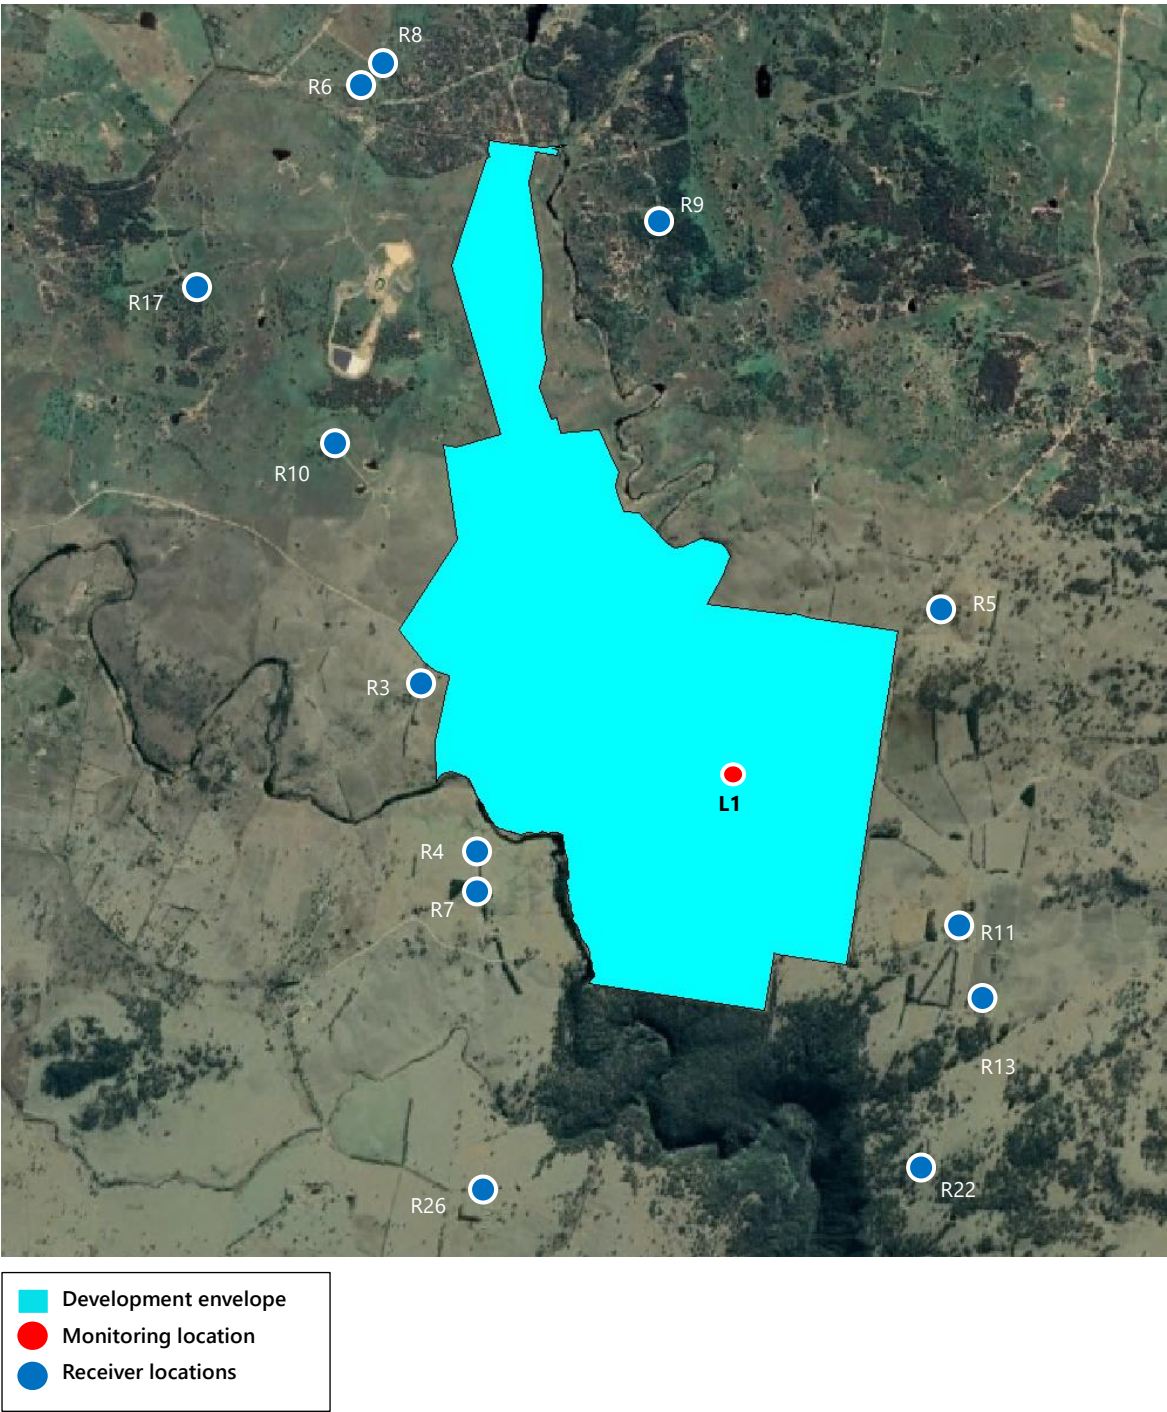 R8
R6
R9
R17
R10
R5
R3
L1
R4
R7
R11
R13
R22
R26
Development envelope
Monitoring location
Receiver locations